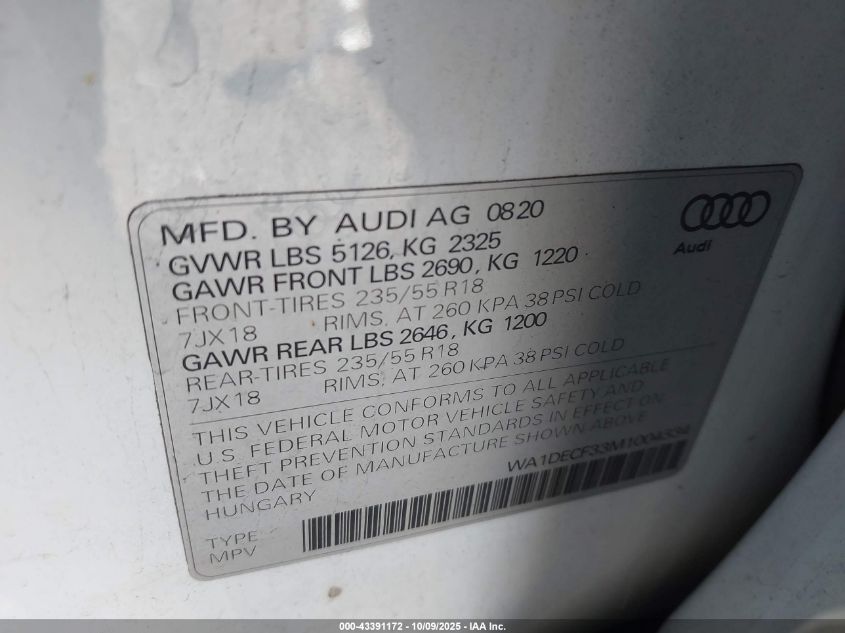 MFD. BY AUDI AG 0820
Audi
GVWR LBS 5126, KG 2325
GAWR FRONT LBS 2690, KG 1220
FRONT-TIRES 235/55 R18
7JX18 RIMS, AT 260 KPA 38 PSI COLD
GAWR REAR LBS 2646, KG 1200
REAR-TIRES 235/55 R18
7JX18 RIMS, AT 260 KPA 38 PSI COLD
THIS VEHICLE CONFORMS TO ALL APPLICABLE
U.S. FEDERAL MOTOR VEHICLE SAFETY AND
THEFT PREVENTION STANDARDS IN EFFECT ON
THE DATE OF MANUFACTURE SHOWN ABOVE
HUNGARY
WA1DECF33M1004334
TYPE
MPV
000-43391172 - 10/09/2025 - IAA Inc.